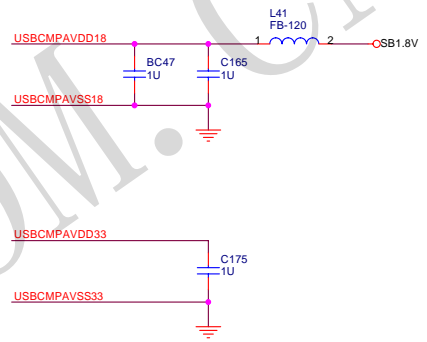 L41
FB-120
USBCMPAVDD18
1
2
SB1.8V
BC47
1U
C165
1U
USBCMPAVSS18
USBCMPAVDD33
C175
1U
USBCMPAVSS33